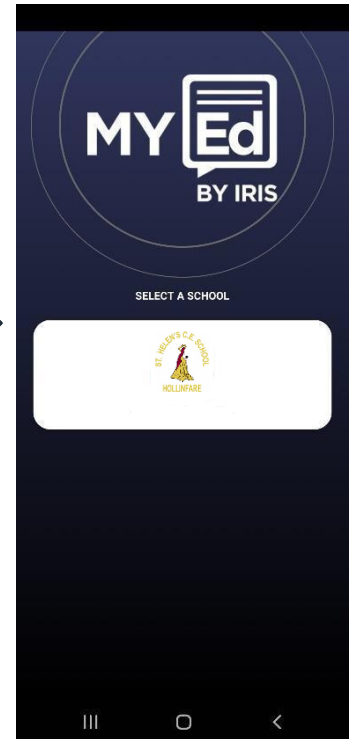 MY Ed
BY IRIS
SELECT A SCHOOL
ST. HELEN'S C.E. SCHOOL
HOLLINFARE